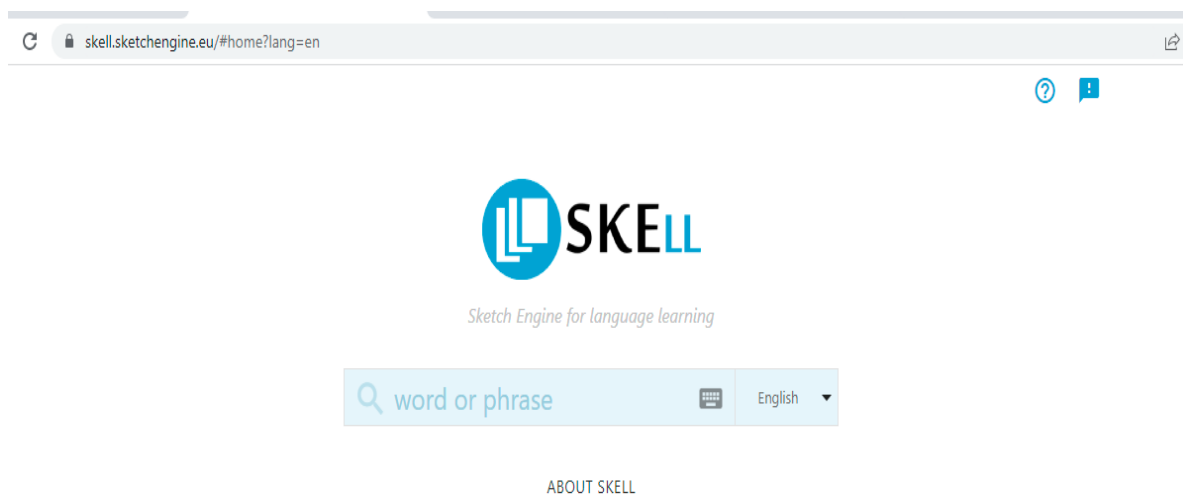 skell.sketchengine.eu/#home?lang=en
SKELL
Sketch Engine for language learning
word or phrase English
ABOUT SKELL